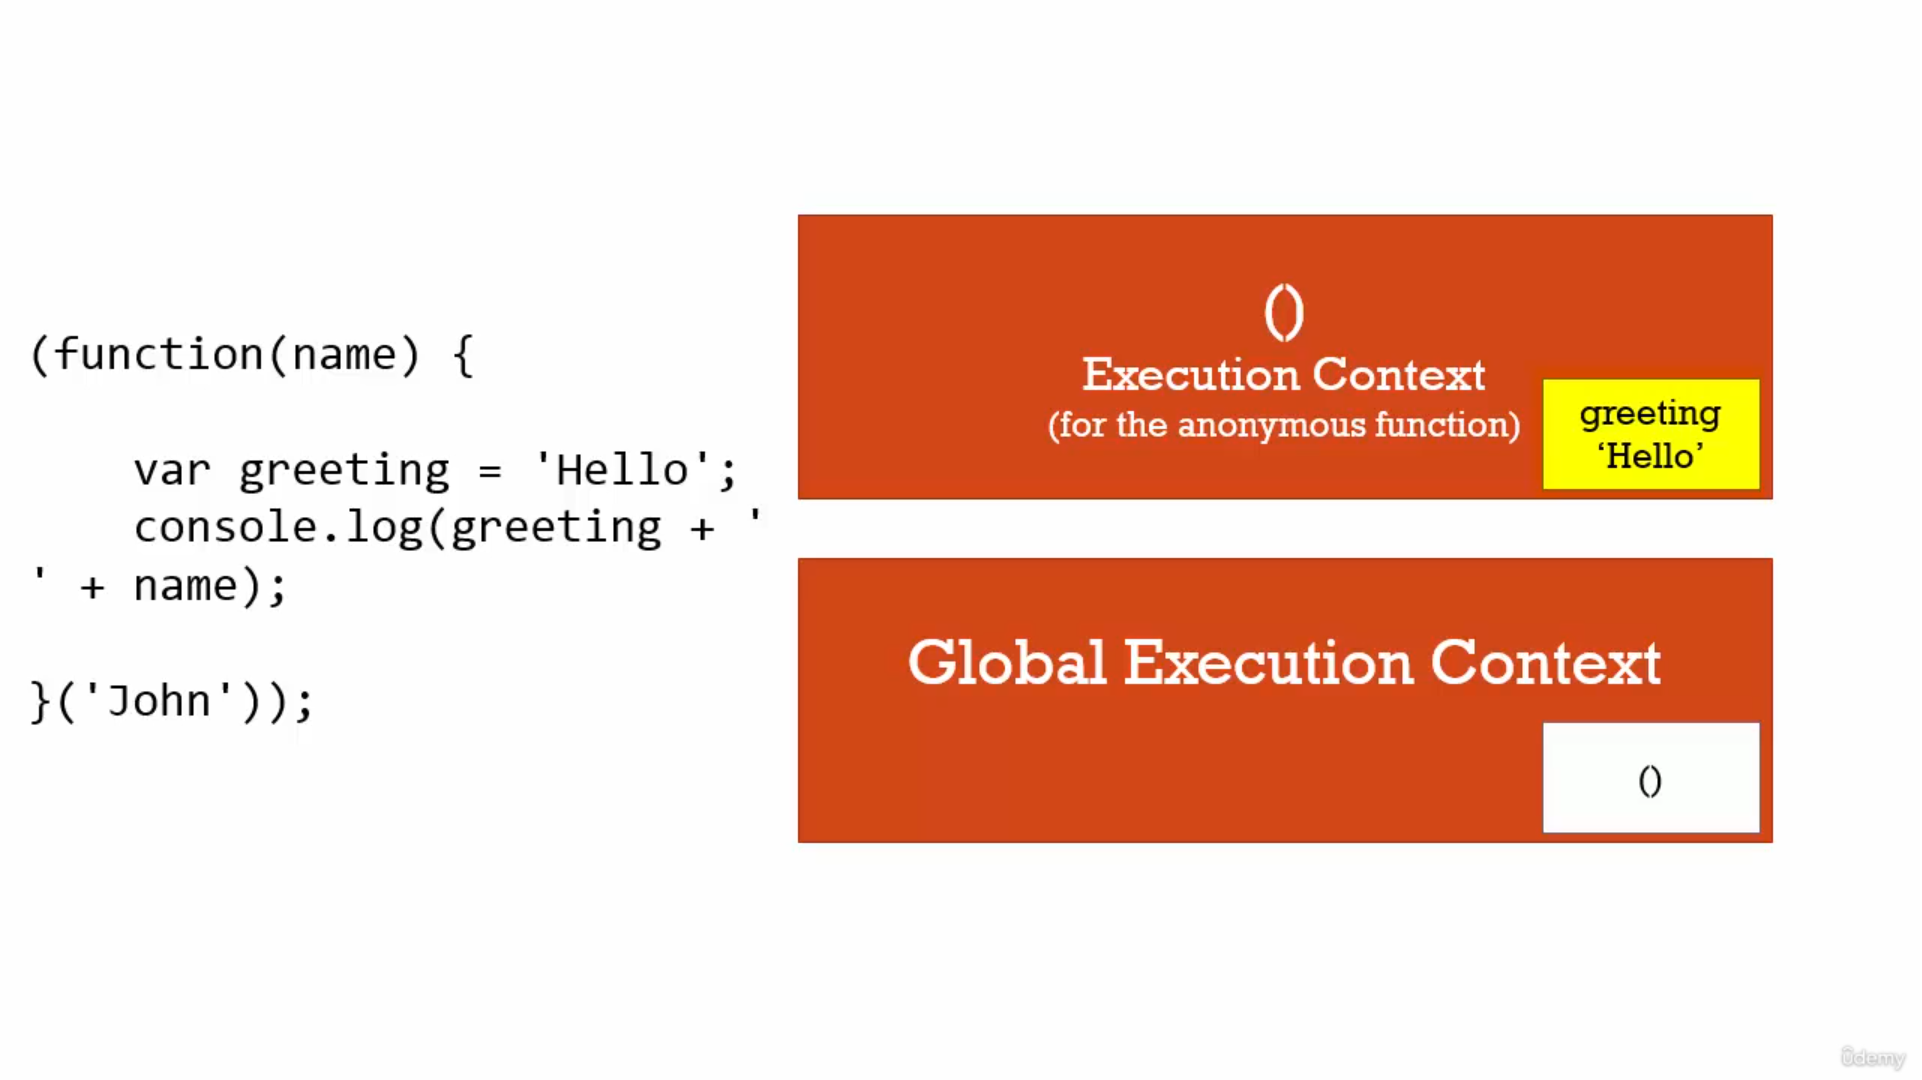 (function(name) {
var greeting = 'Hello';
console.log(greeting + '
' + name);
}('John'));
()
Execution Context
(for the anonymous function)
greeting
‘Hello’
Global Execution Context
()
ûdemy